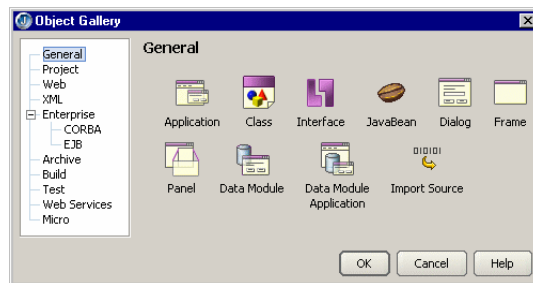 Object Gallery
General
Project
Web
XML
Enterprise
CORBA
EJB
Archive
Build
Test
Web Services
Micro
General
Application Class Interface JavaBean Dialog Frame
Panel Data Module Data Module Import Source
Application
OK Cancel Help